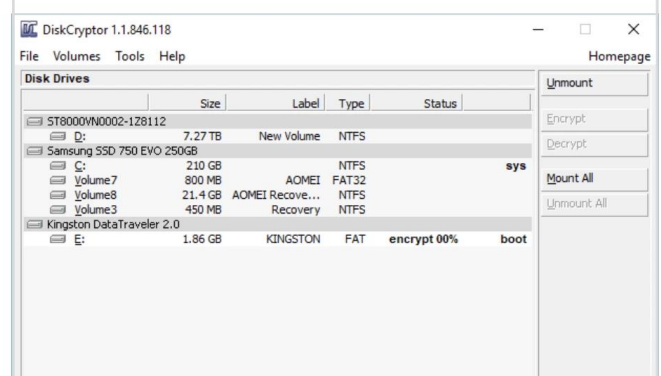 DiskCryptor 1.1.846.118
File Volumes Tools Help Homepage
Disk Drives
Size Label Type Status
ST8000VN0002-1Z8112
D: 7.27 TB New Volume NTFS
Samsung SSD 750 EVO 250GB
C: 210 GB NTFS sys
Volume7 800 MB AOMEI FAT32
Volume8 21.4 GB AOMEI Recove... NTFS
Volume3 450 MB Recovery NTFS
Kingston DataTraveler 2.0
E: 1.86 GB KINGSTON FAT encrypt 00% boot
Unmount
Encrypt
Decrypt
Mount All
Unmount All